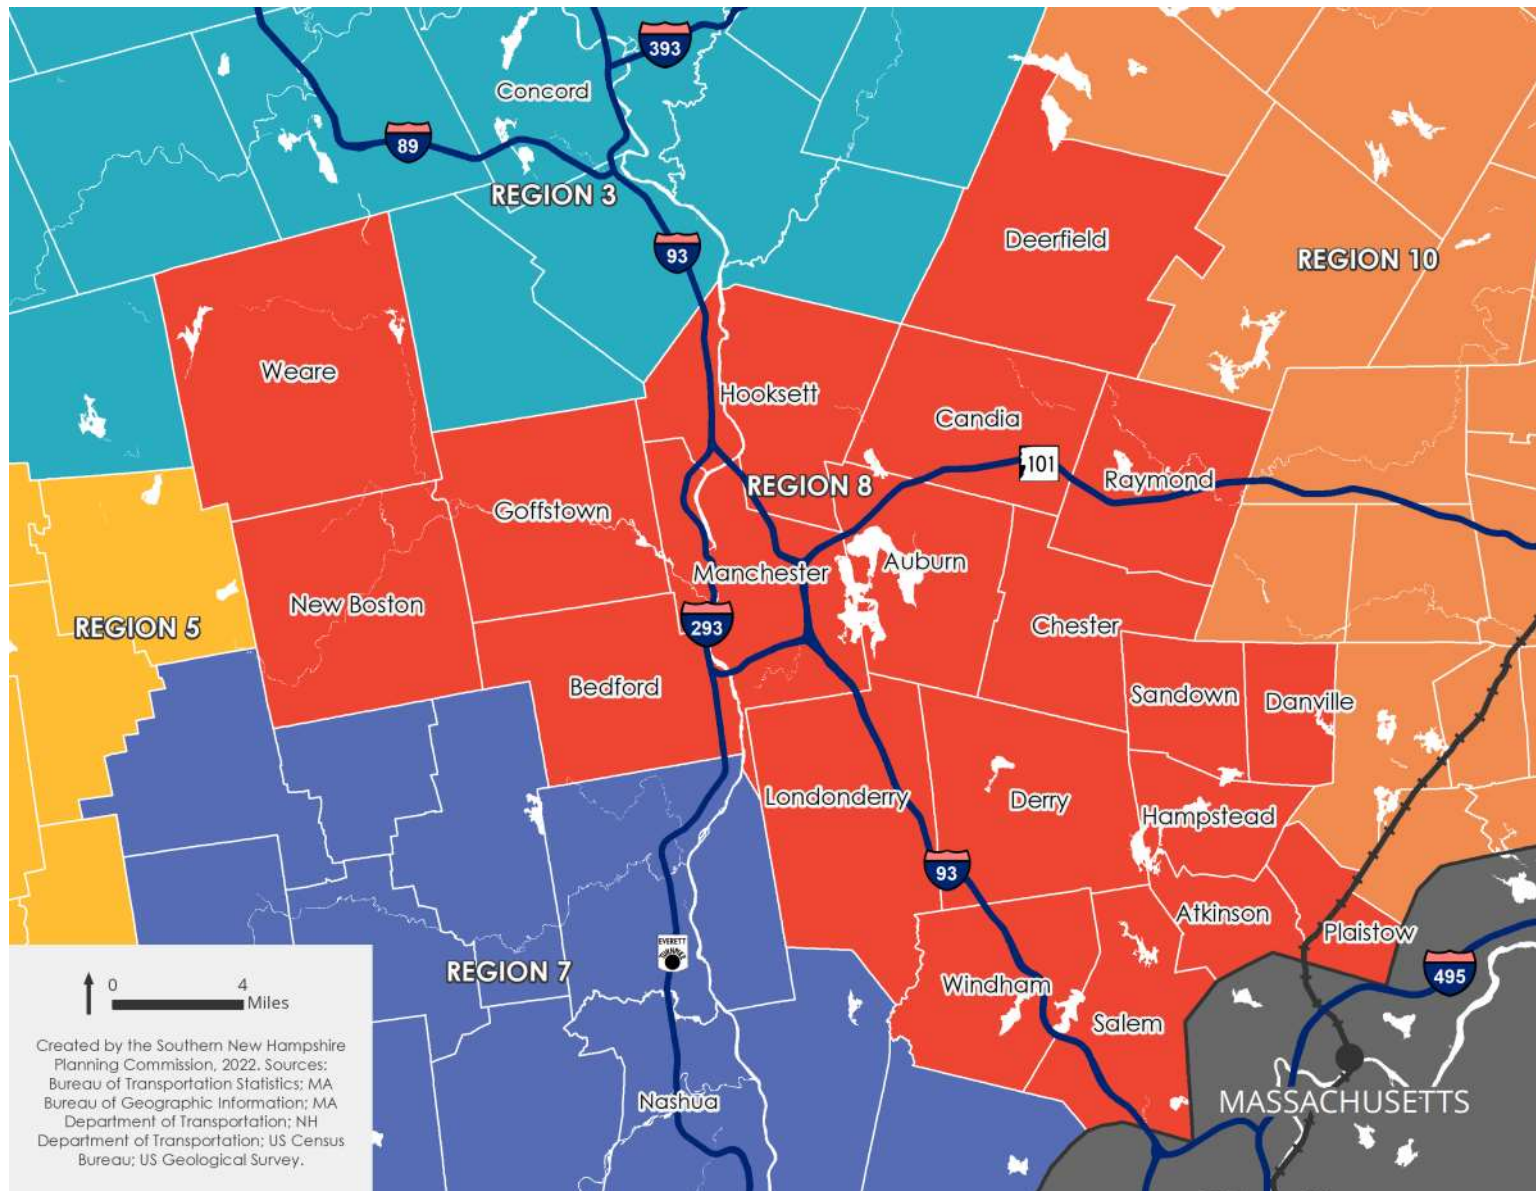 393
Concord
89
REGION 3
93
Deerfield
REGION 10
Weare
Hooksett
Candia
101
Raymond
REGION 8
Goffstown
Auburn
Manchester
New Boston
293
REGION 5
Chester
Bedford
Sandown
Danville
Londonderry
Derry
Hampstead
93
Atkinson
Plaistow
EVERETT
TURNPIKE
REGION 7
495
Windham
Salem
0 4
Miles
Created by the Southern New Hampshire
Planning Commission, 2022. Sources:
Bureau of Transportation Statistics; MA
Bureau of Geographic Information; MA
Department of Transportation; NH
Department of Transportation; US Census
Bureau; US Geological Survey.
Nashua
MASSACHUSETTS